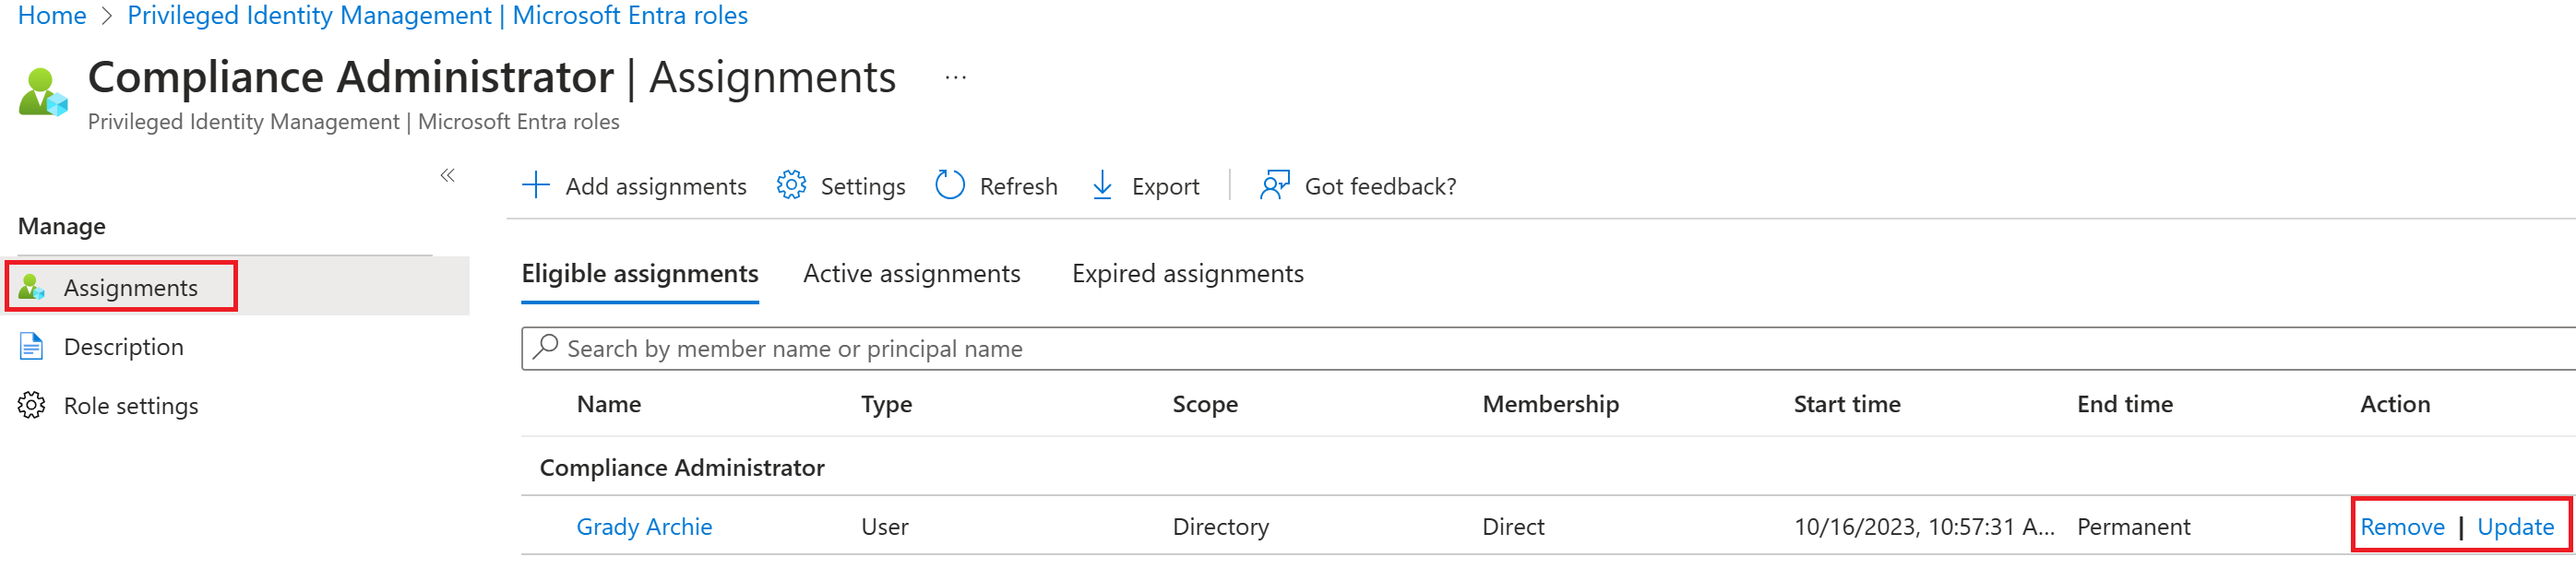 Home > Privileged Identity Management | Microsoft Entra roles
Compliance Administrator | Assignments ...
Privileged Identity Management | Microsoft Entra roles
«
Add assignments Settings Refresh Export Got feedback?
Manage
Assignments
Description
Role settings
Eligible assignments Active assignments Expired assignments
Search by member name or principal name
Name Type Scope Membership Start time End time Action
Compliance Administrator
Grady Archie User Directory Direct 10/16/2023, 10:57:31 A... Permanent Remove | Update